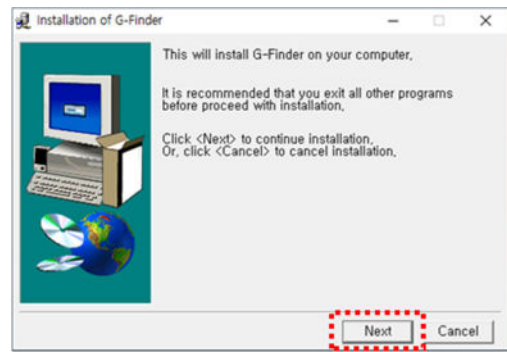 Installation of G-Finder
This will install G-Finder on your computer,
It is recommended that you exit all other programs
before proceed with installation,
Click <Next> to continue installation,
Or, click <Cancel> to cancel installation,
Next
Cancel